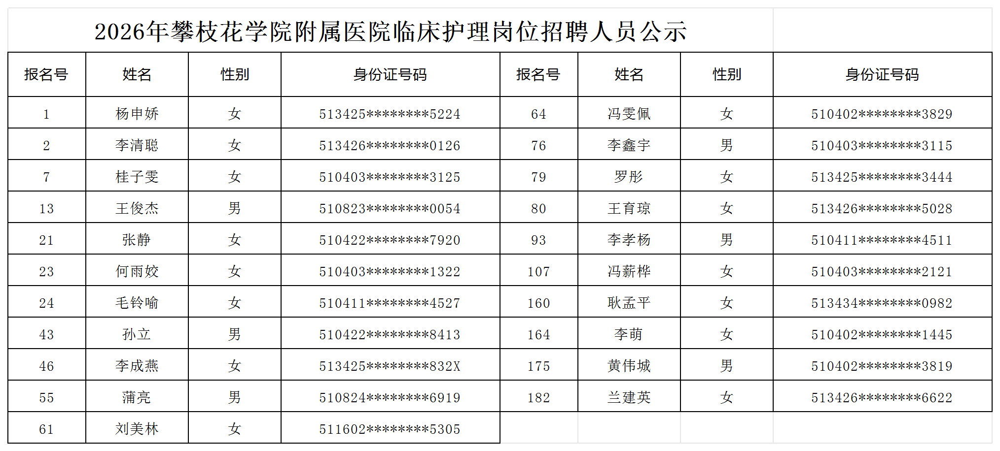 2026年攀枝花学院附属医院临床护理岗位招聘人员公示
报名号 姓名 性别 身份证号码 报名号 姓名 性别 身份证号码
1 杨申娇 女 513425********5224 64 冯雯佩 女 510402********3829
2 李清聪 女 513426********0126 76 李鑫宇 男 510403********3115
7 桂子雯 女 510403********3125 79 罗彤 女 513425********3444
13 王俊杰 男 510823********0054 80 王育琼 女 513426********5028
21 张静 女 510422********7920 93 李孝杨 男 510411********4511
23 何雨姣 女 510403********1322 107 冯薪桦 女 510403********2121
24 毛铃喻 女 510411********4527 160 耿孟平 女 513434********0982
43 孙立 男 510422********8413 164 李萌 女 510402********1445
46 李成燕 女 513425********832X 175 黄伟城 男 510402********3819
55 蒲亮 男 510824********6919 182 兰建英 女 513426********6622
61 刘美林 女 511602********5305